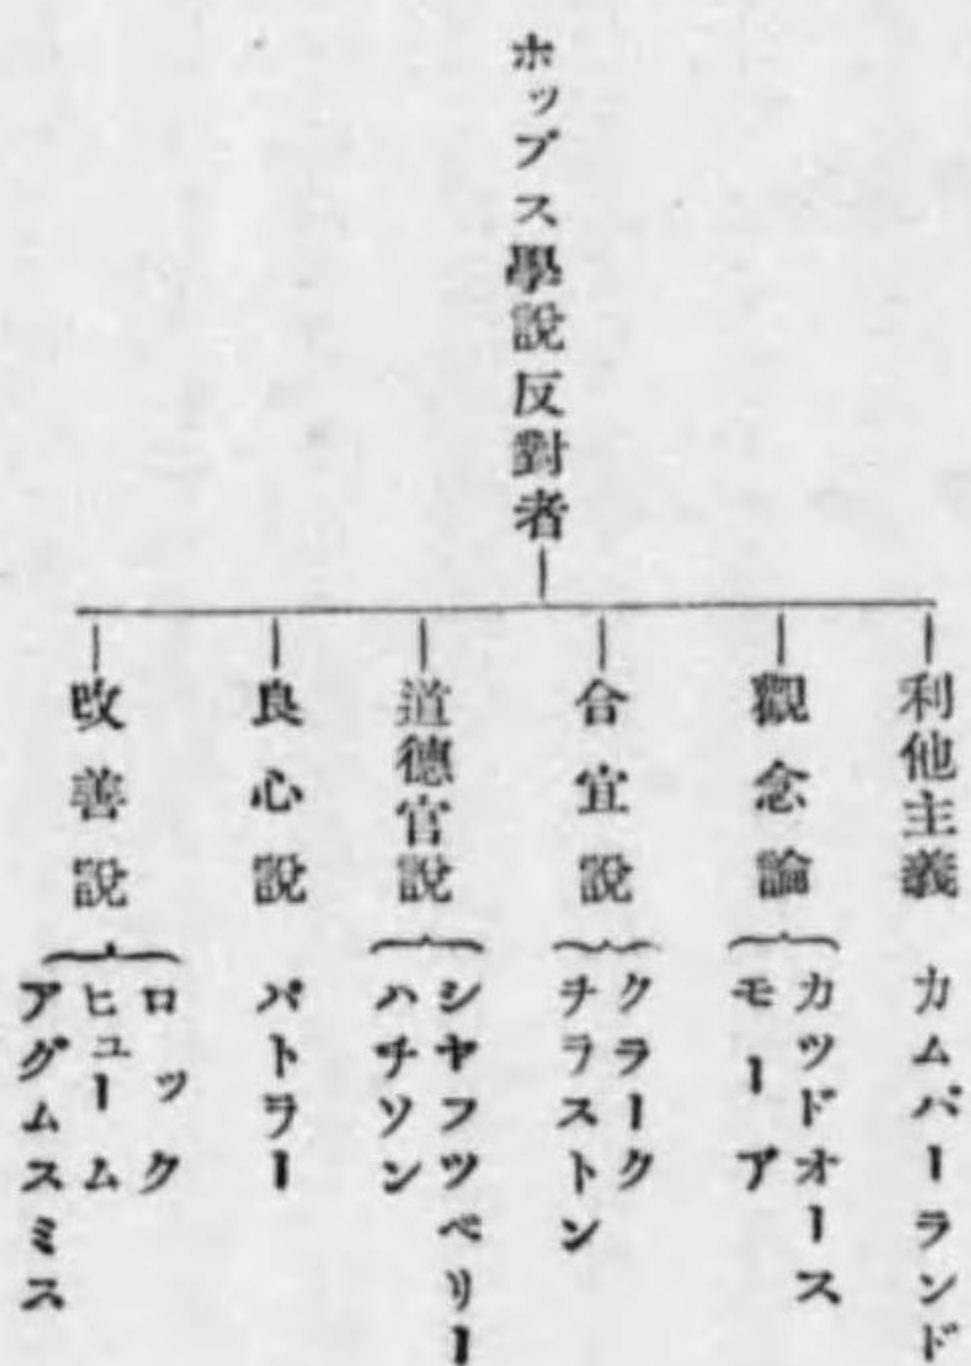 ホッブス學說反對者
利他主義
カムバーランド
觀念論
カッドオース
モーア
合宜說
クラーク
チラストン
道德官說
シヤフツベリー
ハチソン
良心說
バトラー
改善說
ロック
ヒューム
アダムスミス